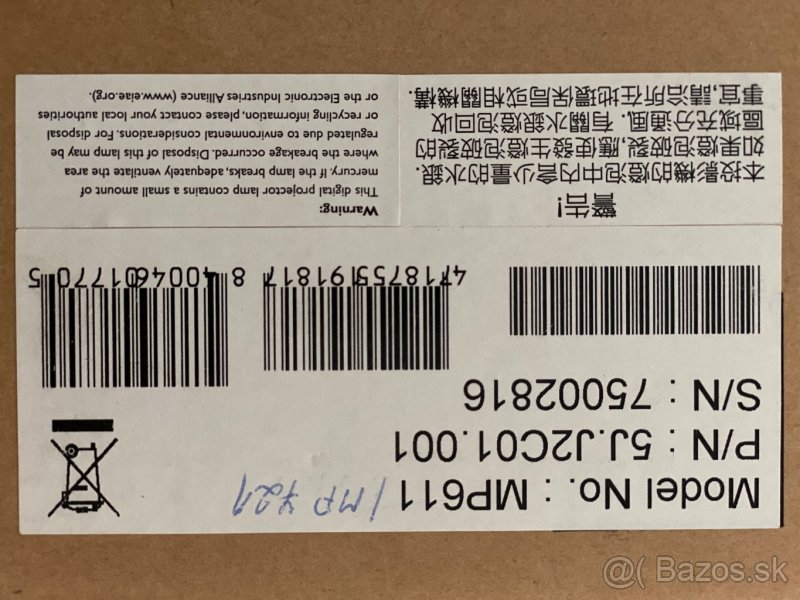 Model No. : MP611 /MP 721
P/N : 5J.J2C01.001
S/N : 75002816
4 718755 191817
8 40046 01770 5
警告!
本投影機的燈泡中內含少量的水銀.
如果燈泡破裂,應使發生燈泡破裂的
區域充分通風. 有關水銀燈泡回收
事宜,請洽所在地環保局或相關機構.
Warning:
This digital projector lamp contains a small amount of
mercury. If the lamp breaks, adequately ventilate the area
where the breakage occurred. Disposal of this lamp may be
regulated due to environmental considerations. For disposal
or recycling information, please contact your local authorities
or the Electronic Industries Alliance (www.eiae.org).
@( Bazos.sk